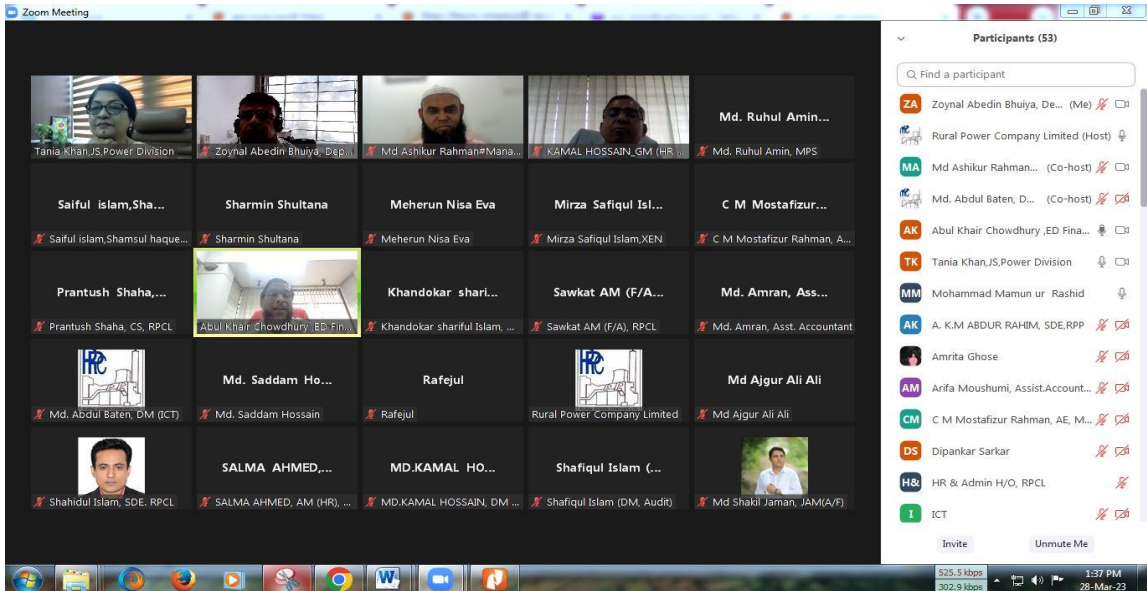 Zoom Meeting
Tania Khan,JS,Power Division
Zoynal Abedin Bhuiya, Dep...
Md Ashikur Rahman#Mana...
KAMAL HOSSAIN_GM (HR ...
Md. Ruhul Amin...
Md. Ruhul Amin, MPS
Saiful islam,Sha...
Sharmin Shultana
Meherun Nisa Eva
Mirza Safiqul Isl...
C M Mostafizur...
Saiful islam,Shamsul haque...
Sharmin Shultana
Meherun Nisa Eva
Mirza Safiqul Islam,XEN
C M Mostafizur Rahman, A...
Prantush Shaha,...
Khandokar shari...
Sawkat AM (F/A...
Md. Amran, Ass...
Prantush Shaha, CS, RPCL
Abul Khair Chowdhury ,ED Fin...
Khandokar shariful Islam, ...
Sawkat AM (F/A), RPCL
Md. Amran, Asst. Accountant
Md. Saddam Ho...
Rafejul
Md Ajgur Ali Ali
Md. Abdul Baten, DM (ICT)
Md. Saddam Hossain
Rafejul
Rural Power Company Limited
Md Ajgur Ali Ali
SALMA AHMED,...
MD.KAMAL HO...
Shafiqul Islam (...
Shahidul Islam, SDE. RPCL
SALMA AHMED, AM (HR), ...
MD.KAMAL HOSSAIN, DM ...
Shafiqul Islam (DM, Audit)
Md Shakil Jaman, JAM(A/F)
Participants (53)
Find a participant
ZA Zoynal Abedin Bhuiya, De... (Me)
Rural Power Company Limited (Host)
MA Md Ashikur Rahman... (Co-host)
Md. Abdul Baten, D... (Co-host)
AK Abul Khair Chowdhury ,ED Fina...
TK Tania Khan,JS,Power Division
MM Mohammad Mamun ur Rashid
AK A. K.M ABDUR RAHIM, SDE,RPP
Amrita Ghose
AM Arifa Moushumi, Assist.Account...
CM C M Mostafizur Rahman, AE, M...
DS Dipankar Sarkar
H& HR & Admin H/O, RPCL
I ICT
Invite Unmute Me
525.5 kbps
302.9 kbps
1:37 PM
28-Mar-23